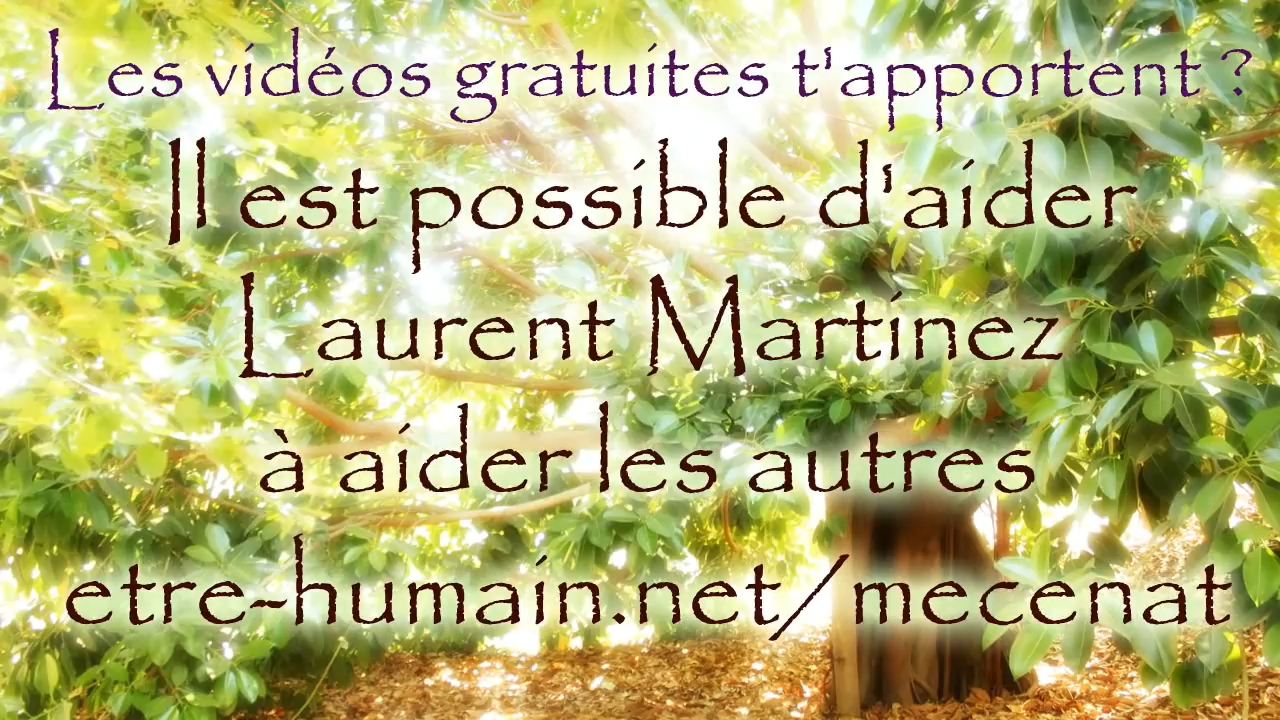 Les vidéos gratuites t'apportent ?
Il est possible d'aider
Laurent Martinez
à aider les autres
etre-humain.net/mecenat